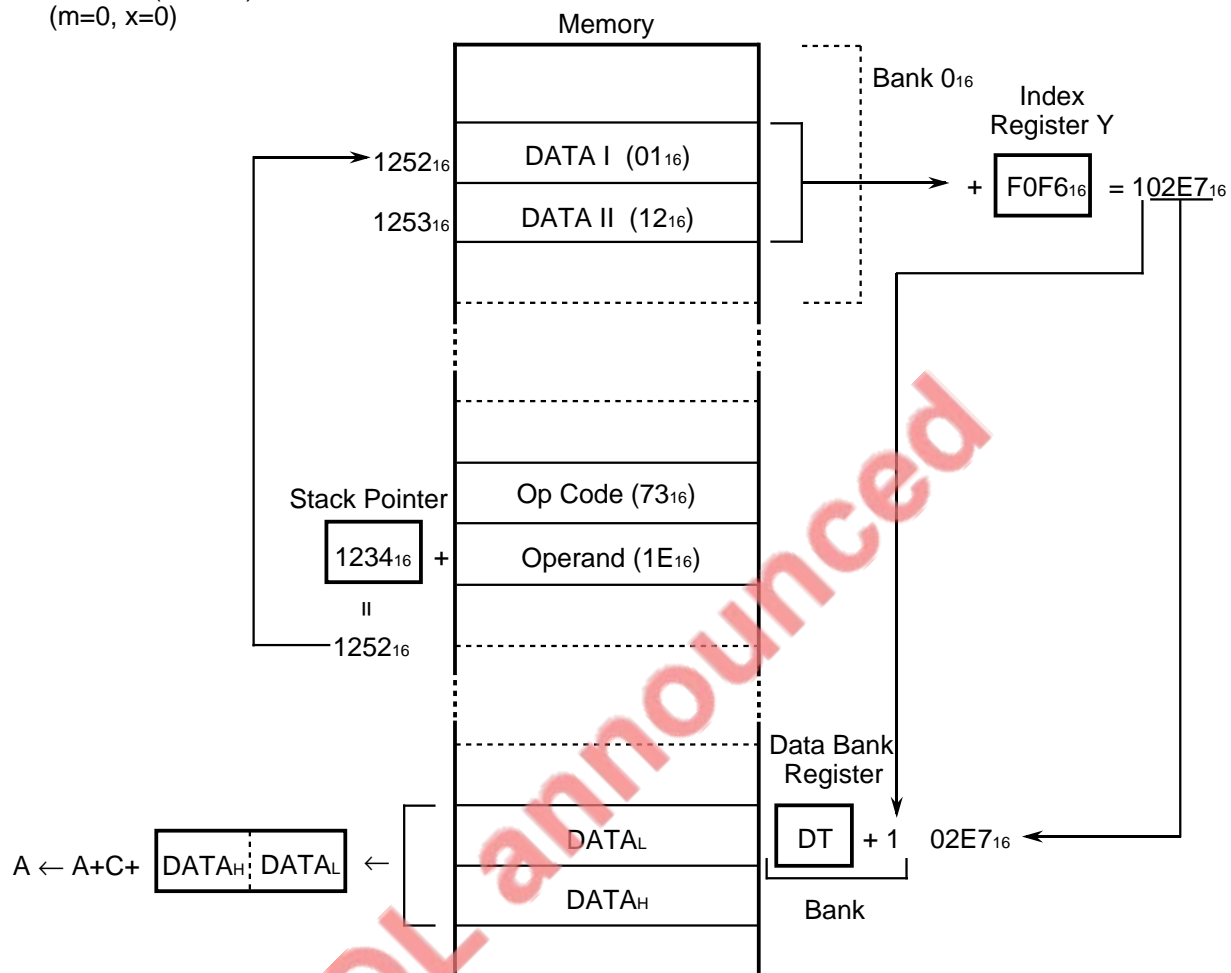 (m=0, x=0)
Memory
Bank 0₁₆
Index
Register Y
1252₁₆
DATA I (01₁₆)
+ F0F6₁₆ = 102E7₁₆
1253₁₆
DATA II (12₁₆)
Op Code (73₁₆)
Stack Pointer
1234₁₆ +
Operand (1E₁₆)
=
1252₁₆
Data Bank
Register
DATAL
DT + 1 02E7₁₆
A ← A+C+ DATAH DATAL ←
DATAH
Bank
OL announced